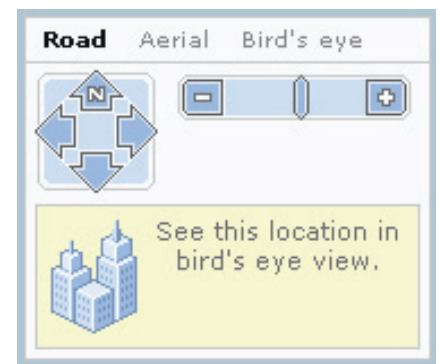 Road Aerial Bird's eye
N
See this location in
bird's eye view.